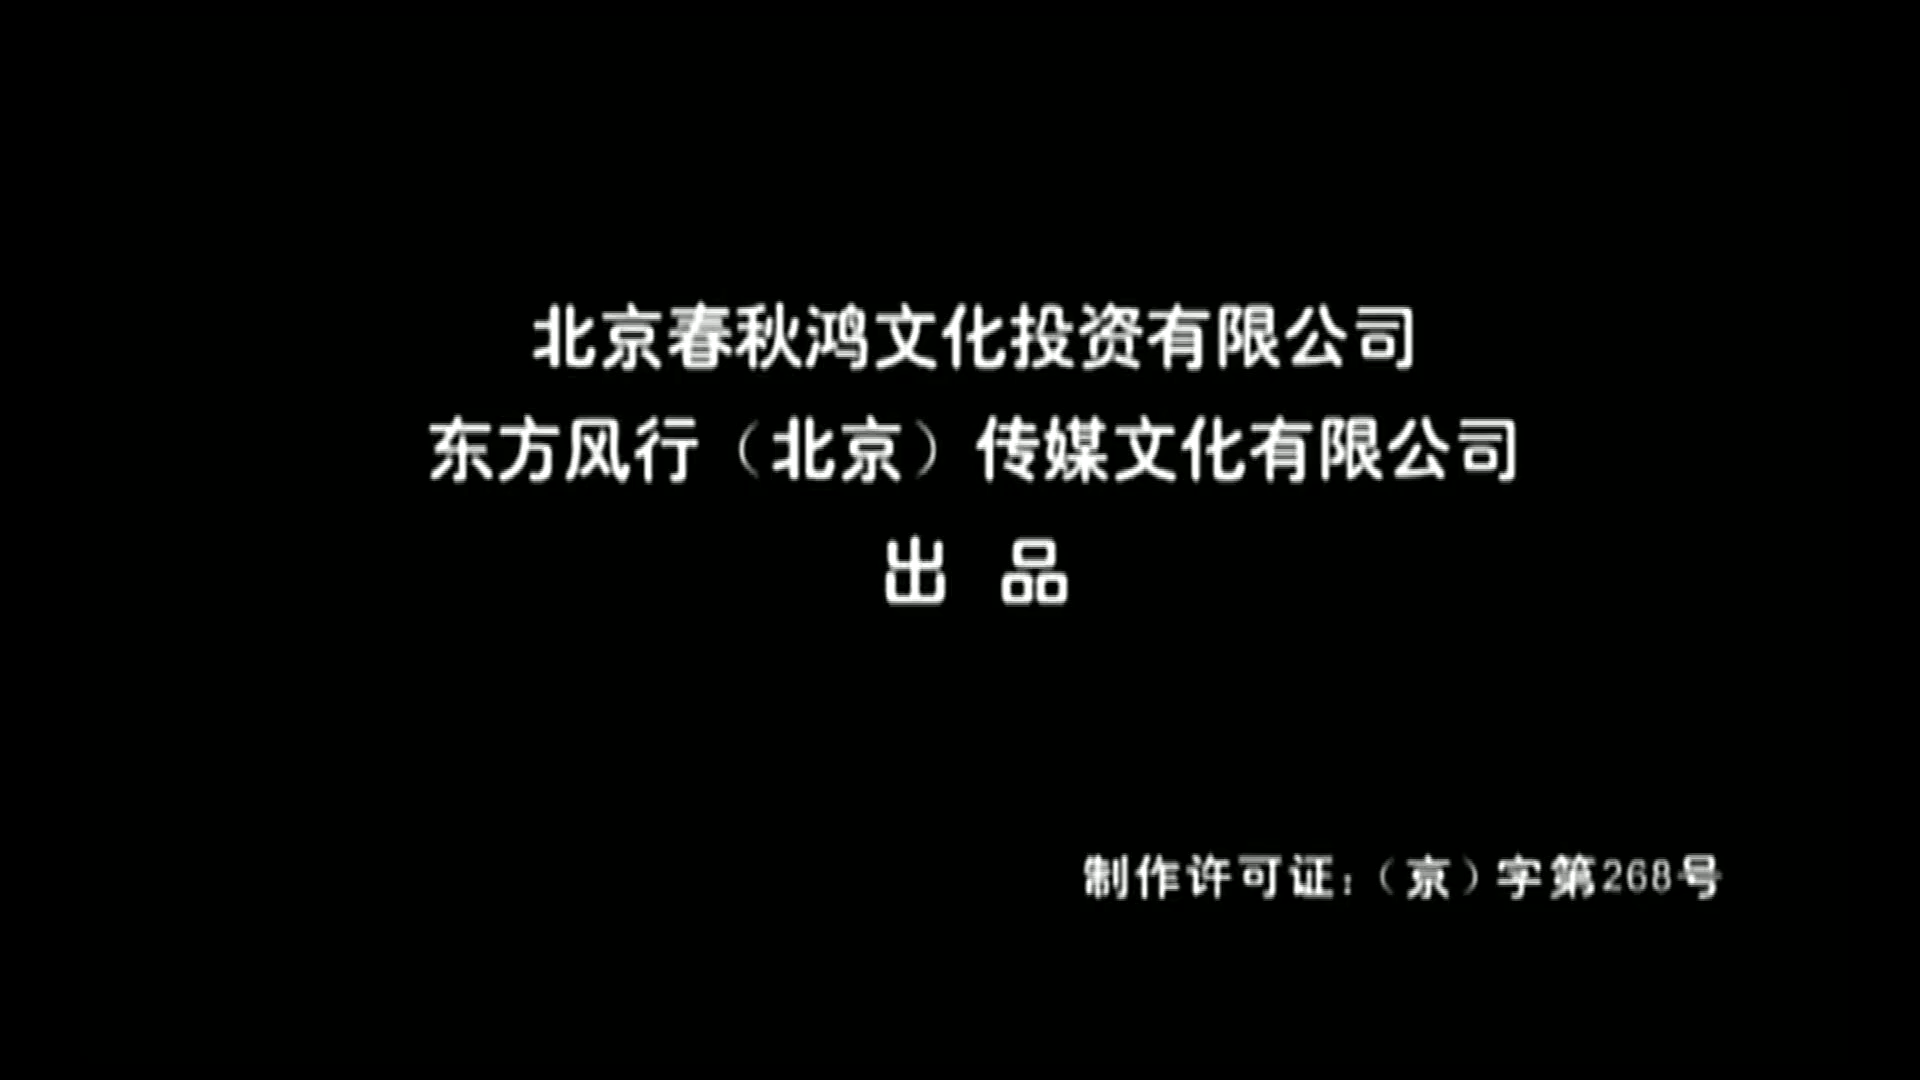 北京春秋鸿文化投资有限公司
东方风行（北京）传媒文化有限公司
出 品
制作许可证:（京）字第268号